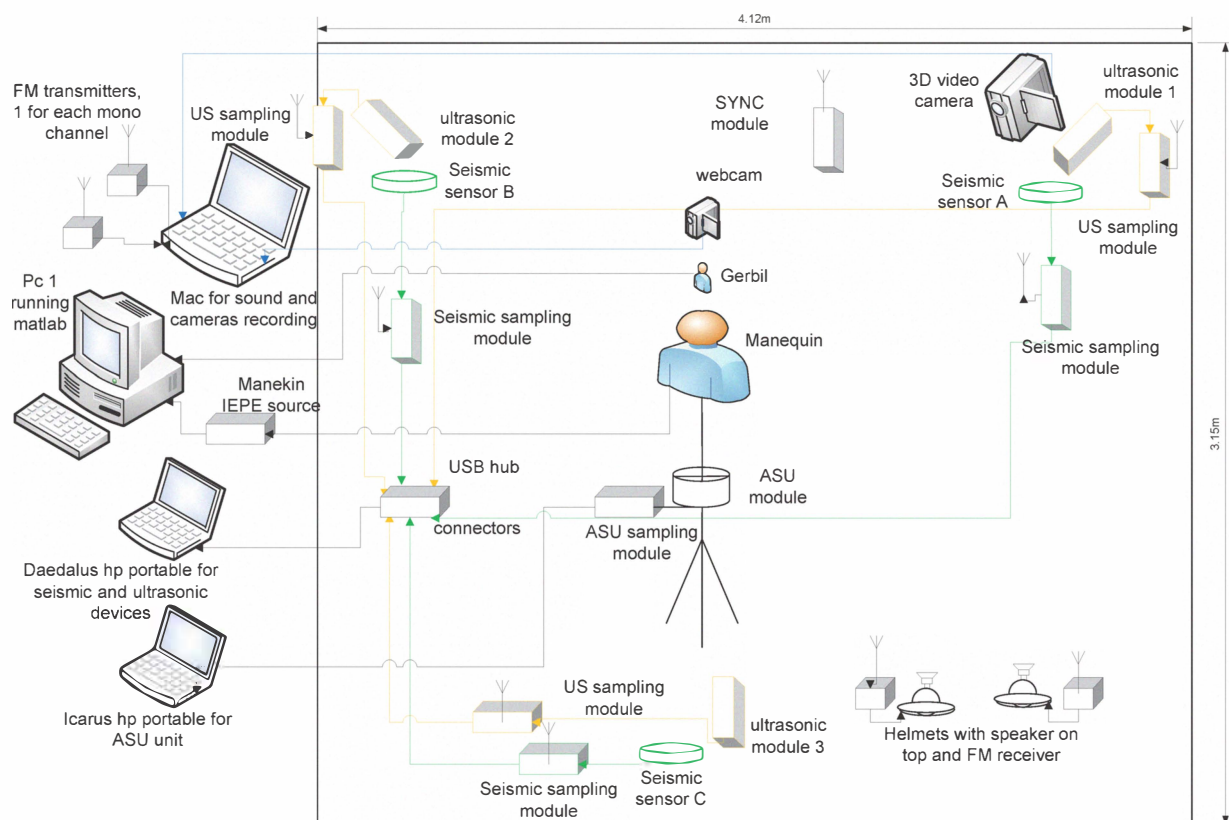 4.12m
FM transmitters,
1 for each mono
channel
US sampling
module
ultrasonic
module 2
Seismic
sensor B
SYNC
module
3D video
camera
ultrasonic
module 1
webcam
Seismic
sensor A
US sampling
module
Gerbil
Pc 1
running
matlab
Mac for sound and
cameras recording
Seismic sampling
module
Manequin
Seismic sampling
module
Manekin
IEPE source
3.15m
USB hub
connectors
ASU
module
ASU sampling
module
Daedalus hp portable for
seismic and ultrasonic
devices
Icarus hp portable for
ASU unit
US sampling
module
ultrasonic
module 3
Helmets with speaker on
top and FM receiver
Seismic sampling
module
Seismic
sensor C